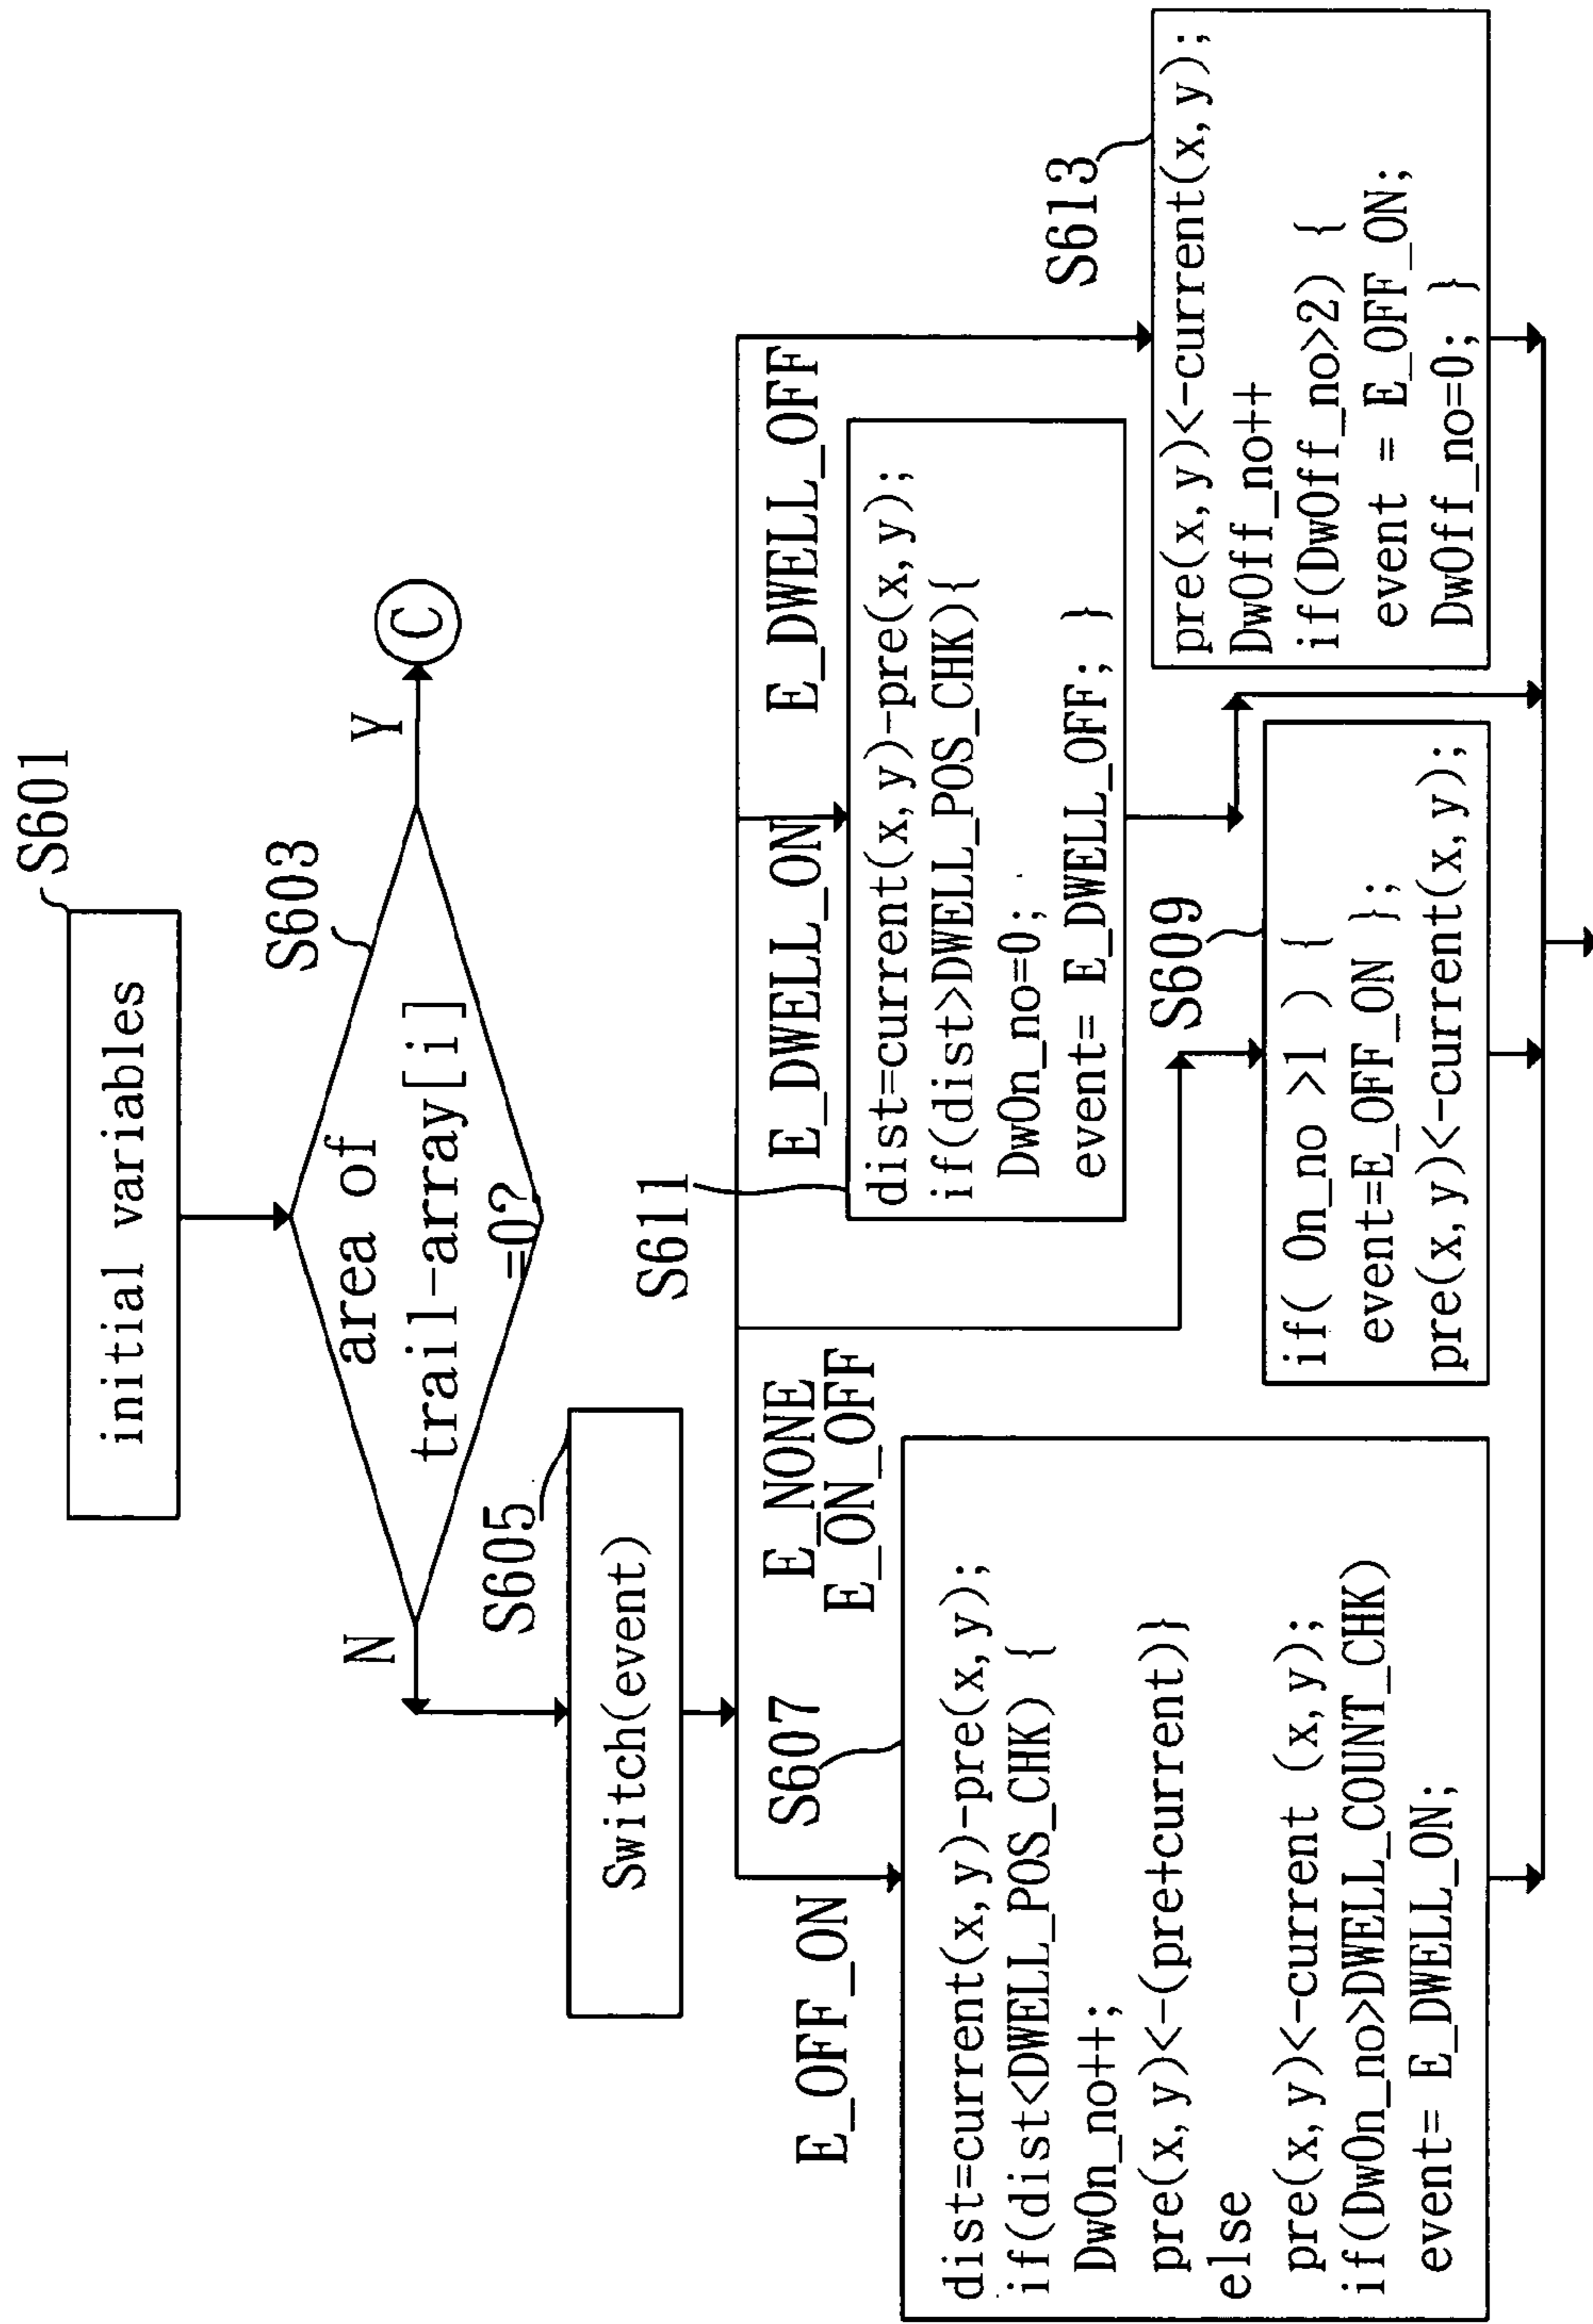 S601
initial variables
S603
area of
trail-array[i]
=0?
N
Y
C
S605
Switch(event)
E_OFF_ON
S607
dist=current(x,y)-pre(x,y);
if(dist<DWELL_POS_CHK) {
DwOn_no++;
pre(x,y)<-(pre+current)}
else
pre(x,y)<-current (x,y);
if(DwOn_no>DWELL_COUNT_CHK)
event= E_DWELL_ON;
E_NONE
E_ON_OFF
S609
if( On_no >1 ) {
event=E_OFF_ON };
pre(x,y)<-current(x,y);
E_DWELL_ON
S611
dist=current(x,y)-pre(x,y);
if(dist>DWELL_POS_CHK){
DwOn_no=0;
event= E_DWELL_OFF; }
E_DWELL_OFF
S613
pre(x,y)<-current(x,y);
DwOff_no++
if(DwOff_no>2) {
event = E_OFF_ON;
DwOff_no=0; }